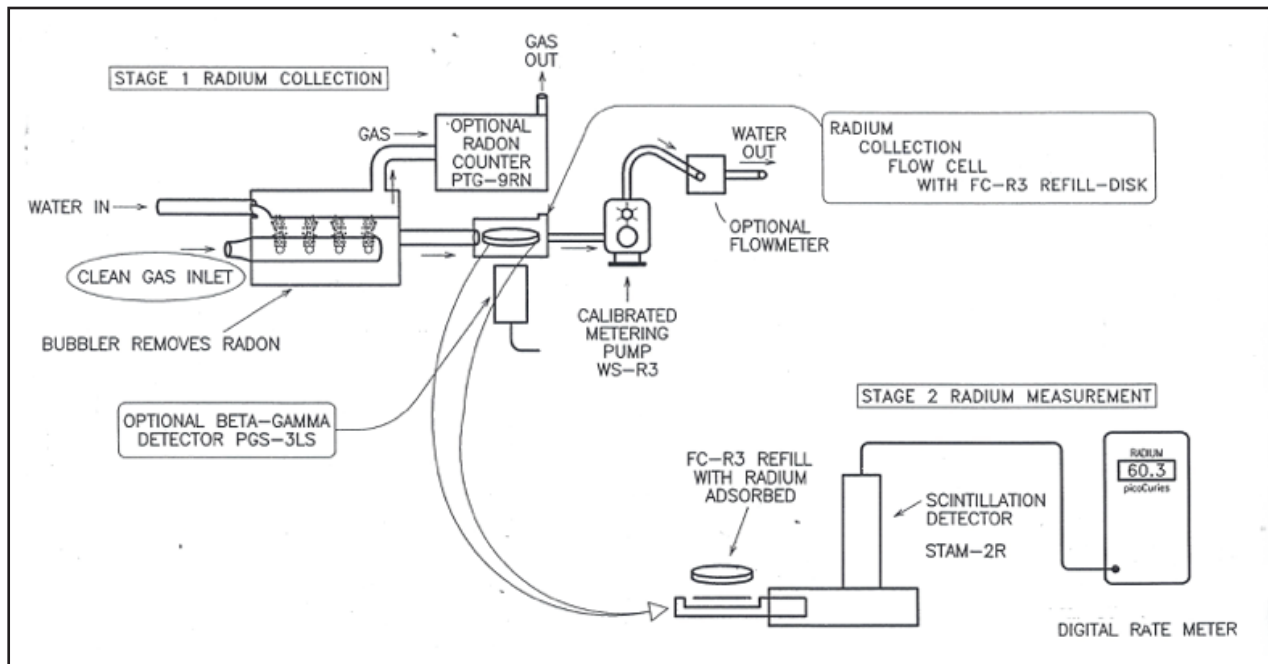 STAGE 1 RADIUM COLLECTION
GAS
OUT
GAS
OPTIONAL
RADON
COUNTER
PTG-9RN
WATER
OUT
RADIUM
COLLECTION
FLOW CELL
WITH FC-R3 REFILL-DISK
WATER IN
OPTIONAL
FLOWMETER
CLEAN GAS INLET
BUBBLER REMOVES RADON
CALIBRATED
METERING
PUMP
WS-R3
OPTIONAL BETA-GAMMA
DETECTOR PGS-3LS
STAGE 2 RADIUM MEASUREMENT
FC-R3 REFILL
WITH RADIUM
ADSORBED
SCINTILLATION
DETECTOR
STAM-2R
RADIUM
60.3
picoCuries
DIGITAL RATE METER